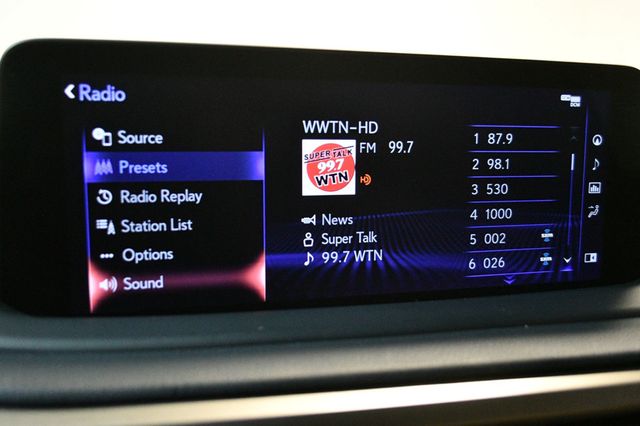 Radio
DCM
Source
Presets
Radio Replay
Station List
Options
Sound
WWTN-HD
SUPER TALK
99.7
WTN
FM 99.7
News
Super Talk
99.7 WTN
1 87.9
2 98.1
3 530
4 1000
5 002
6 026